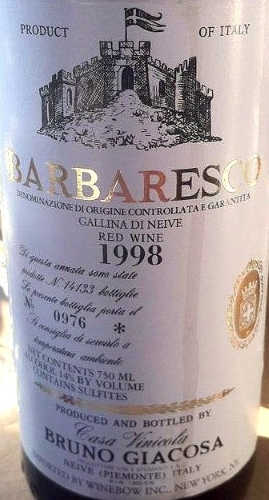 PRODUCT OF ITALY
BARBARESCO
DENOMINAZIONE DI ORIGINE CONTROLLATA E GARANTITA
GALLINA DI NEIVE
RED WINE
1998
Di questa annata sono state
prodotte N° 14133 bottiglie.
La presente bottiglia porta il
N° 0976 *
Si consiglia di servirlo a
temperatura ambiente
NET CONTENTS 750 ML
ALCOHOL 14% BY VOLUME
CONTAINS SULFITES
PRODUCED AND BOTTLED BY
Casa Vinicola
BRUNO GIACOSA
NEIVE (PIEMONTE) ITALY
IMPORTED BY WINEBOW INC., NEW YORK, NY